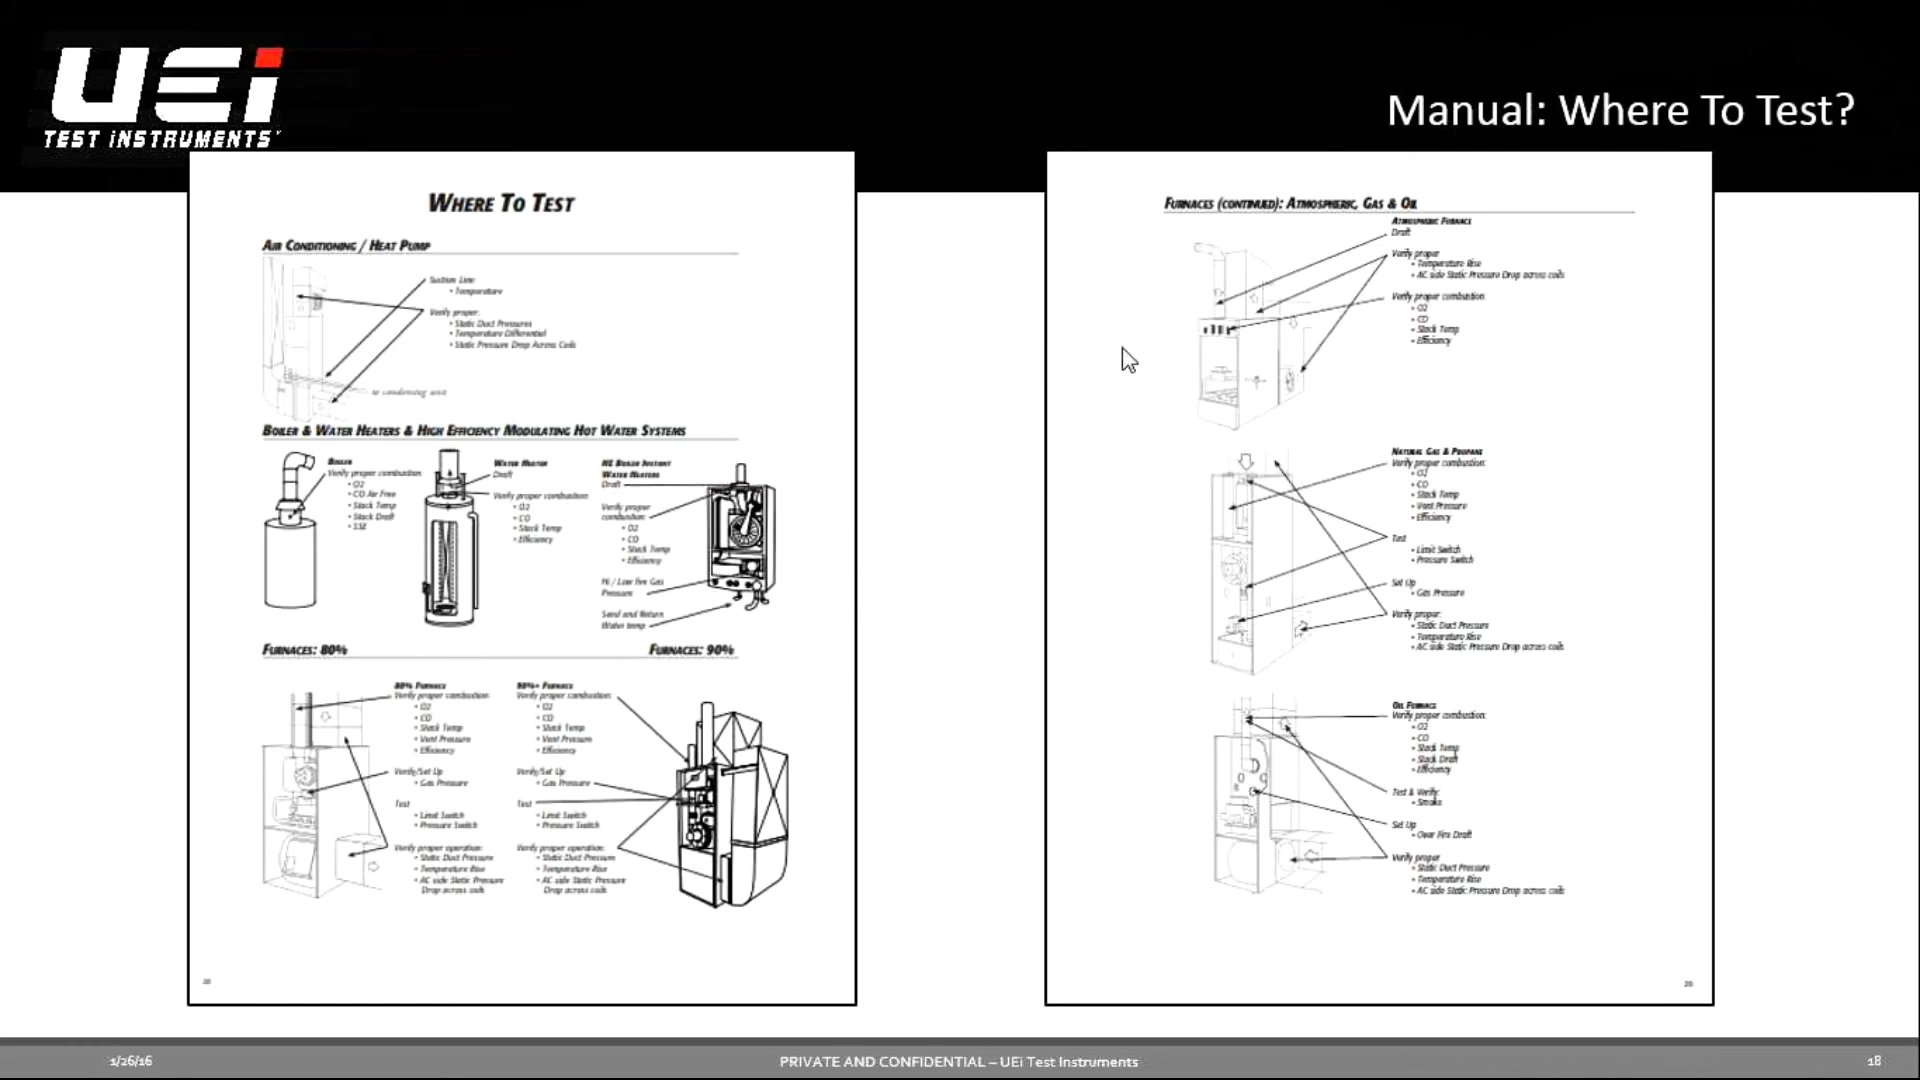 UEi
TEST iNSTRUMENTS
Manual: Where To Test?
WHERE TO TEST
AIR CONDITIONING / HEAT PUMP
Suction Line
• Temperature
Verify proper:
• Static Duct Pressures
• Temperature Differential
• Static Pressure Drop Across Coils
to condensing unit
BOILER & WATER HEATERS & HIGH EFFICIENCY MODULATING HOT WATER SYSTEMS
BOILER
Verify proper combustion:
• O2
• CO Air Free
• Stack Temp
• Stack Draft
• SSE
WATER HEATER
Draft
Verify proper combustion:
• O2
• CO
• Stack Temp
• Efficiency
HE BOILER INSTANT
WATER HEATERS
Draft
Verify proper
combustion:
• O2
• CO
• Stack Temp
• Efficiency
Hi / Low fire Gas
Pressure
Send and Return
Water temp
FURNACES: 80%
FURNACES: 90%
80% FURNACE
Verify proper combustion:
• O2
• CO
• Stack Temp
• Vent Pressure
• Efficiency
Verify/Set Up
• Gas Pressure
Test
• Limit Switch
• Pressure Switch
Verify proper operation:
• Static Duct Pressure
• Temperature Rise
• AC side Static Pressure
Drop across coils
90%+ FURNACE
Verify proper combustion:
• O2
• CO
• Stack Temp
• Vent Pressure
• Efficiency
Verify/Set Up
• Gas Pressure
Test
• Limit Switch
• Pressure Switch
Verify proper operation:
• Static Duct Pressure
• Temperature Rise
• AC side Static Pressure
Drop across coils
FURNACES (CONTINUED): ATMOSPHERIC, GAS & OIL
ATMOSPHERIC FURNACE
Draft
Verify proper
• Temperature Rise
• AC side Static Pressure Drop across coils
Verify proper combustion:
• O2
• CO
• Stack Temp
• Efficiency
NATURAL GAS & PROPANE
Verify proper combustion:
• O2
• CO
• Stack Temp
• Vent Pressure
• Efficiency
Test
• Limit Switch
• Pressure Switch
Set Up
• Gas Pressure
Verify proper:
• Static Duct Pressure
• Temperature Rise
• AC side Static Pressure Drop across coils
OIL FURNACE
Verify proper combustion:
• O2
• CO
• Stack Temp
• Stack Draft
• Efficiency
Test & Verify:
• Smoke
Set Up
• Over Fire Draft
Verify proper
• Static Duct Pressure
• Temperature Rise
• AC side Static Pressure Drop across coils
1/26/16
PRIVATE AND CONFIDENTIAL – UEi Test Instruments
18